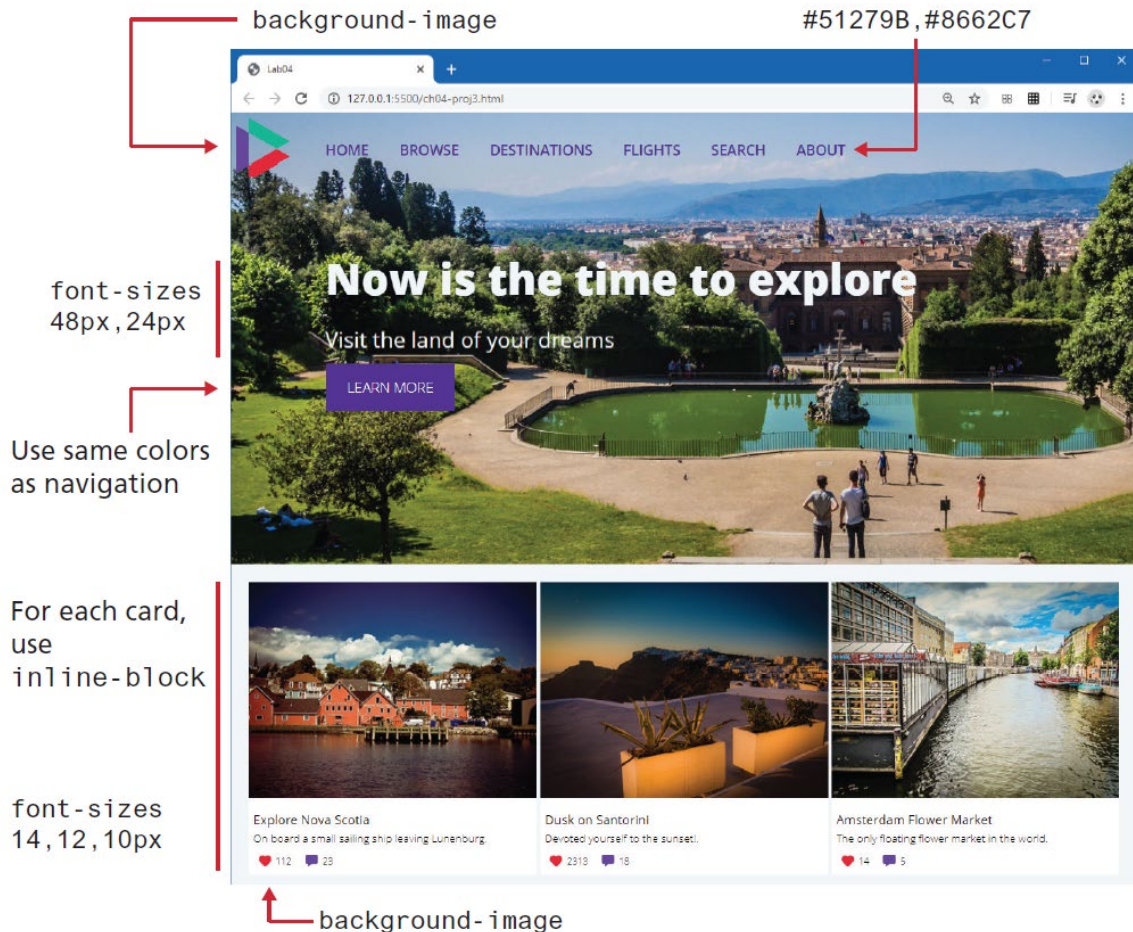 background-image
#51279B,#8662C7
Lab04
127.0.0.1:5500/ch04-proj3.html
HOME BROWSE DESTINATIONS FLIGHTS SEARCH ABOUT
font-sizes
48px,24px
Now is the time to explore
Visit the land of your dreams
LEARN MORE
Use same colors
as navigation
For each card,
use
inline-block
font-sizes
14,12,10px
Explore Nova Scotia
On board a small sailing ship leaving Lunenburg.
112 23
Dusk on Santorini
Devoted yourself to the sunset!.
2313 18
Amsterdam Flower Market
The only floating flower market in the world.
14 5
background-image